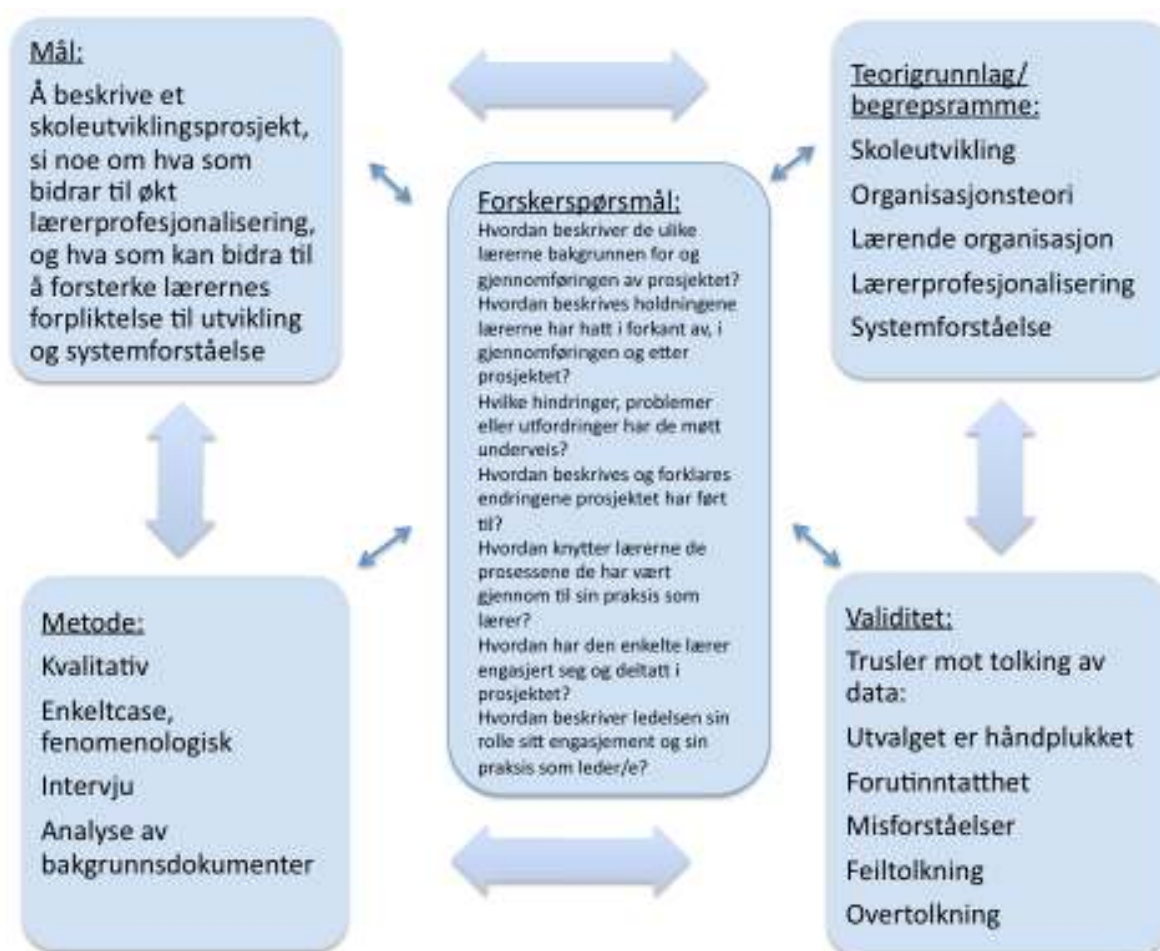 Mål:
Å beskrive et
skoleutviklingsprosjekt,
si noe om hva som
bidrar til økt
lærerprofesjonalisering,
og hva som kan bidra til
å forsterke lærernes
forpliktelse til utvikling
og systemforståelse
Teorigrunnlag/
begrepsramme:
Skoleutvikling
Organisasjonsteori
Lærende organisasjon
Lærerprofesjonalisering
Systemforståelse
Forskerspørsmål:
Hvordan beskriver de ulike
lærerne bakgrunnen for og
gjennomføringen av prosjektet?
Hvordan beskrives holdningene
lærerne har hatt i forkant av, i
gjennomføringen og etter
prosjektet?
Hvilke hindringer, problemer
eller utfordringer har de møtt
underveis?
Hvordan beskrives og forklares
endringene prosjektet har ført
til?
Hvordan knytter lærerne de
prosessene de har vært
gjennom til sin praksis som
lærer?
Hvordan har den enkelte lærer
engasjert seg og deltatt i
prosjektet?
Hvordan beskriver ledelsen sin
rolle sitt engasjement og sin
praksis som leder/e?
Metode:
Kvalitativ
Enkeltcase,
fenomenologisk
Intervju
Analyse av
bakgrunnsdokumenter
Validitet:
Trusler mot tolking av
data:
Utvalget er håndplukket
Forutinntatthet
Misforståelser
Feiltolkning
Overtolkning